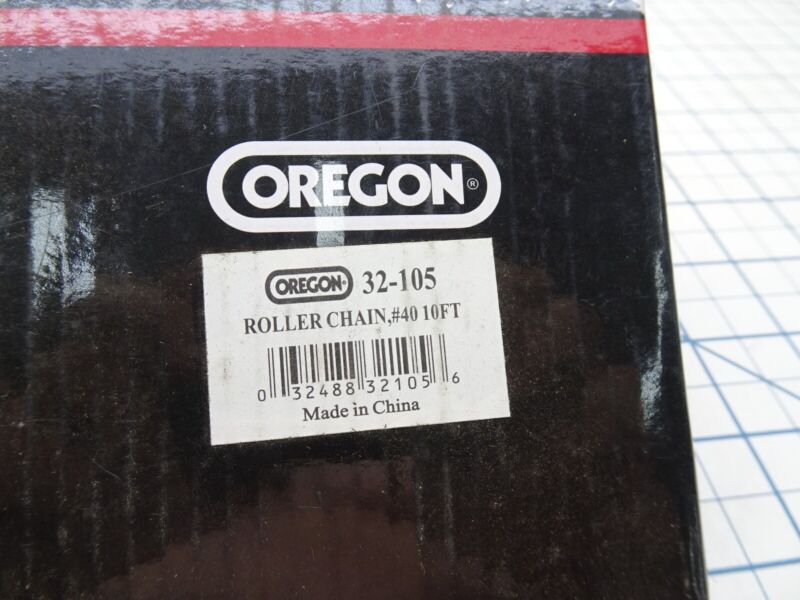 OREGON®
OREGON® 32-105
ROLLER CHAIN,#40 10FT
0 32488 32105 6
Made in China